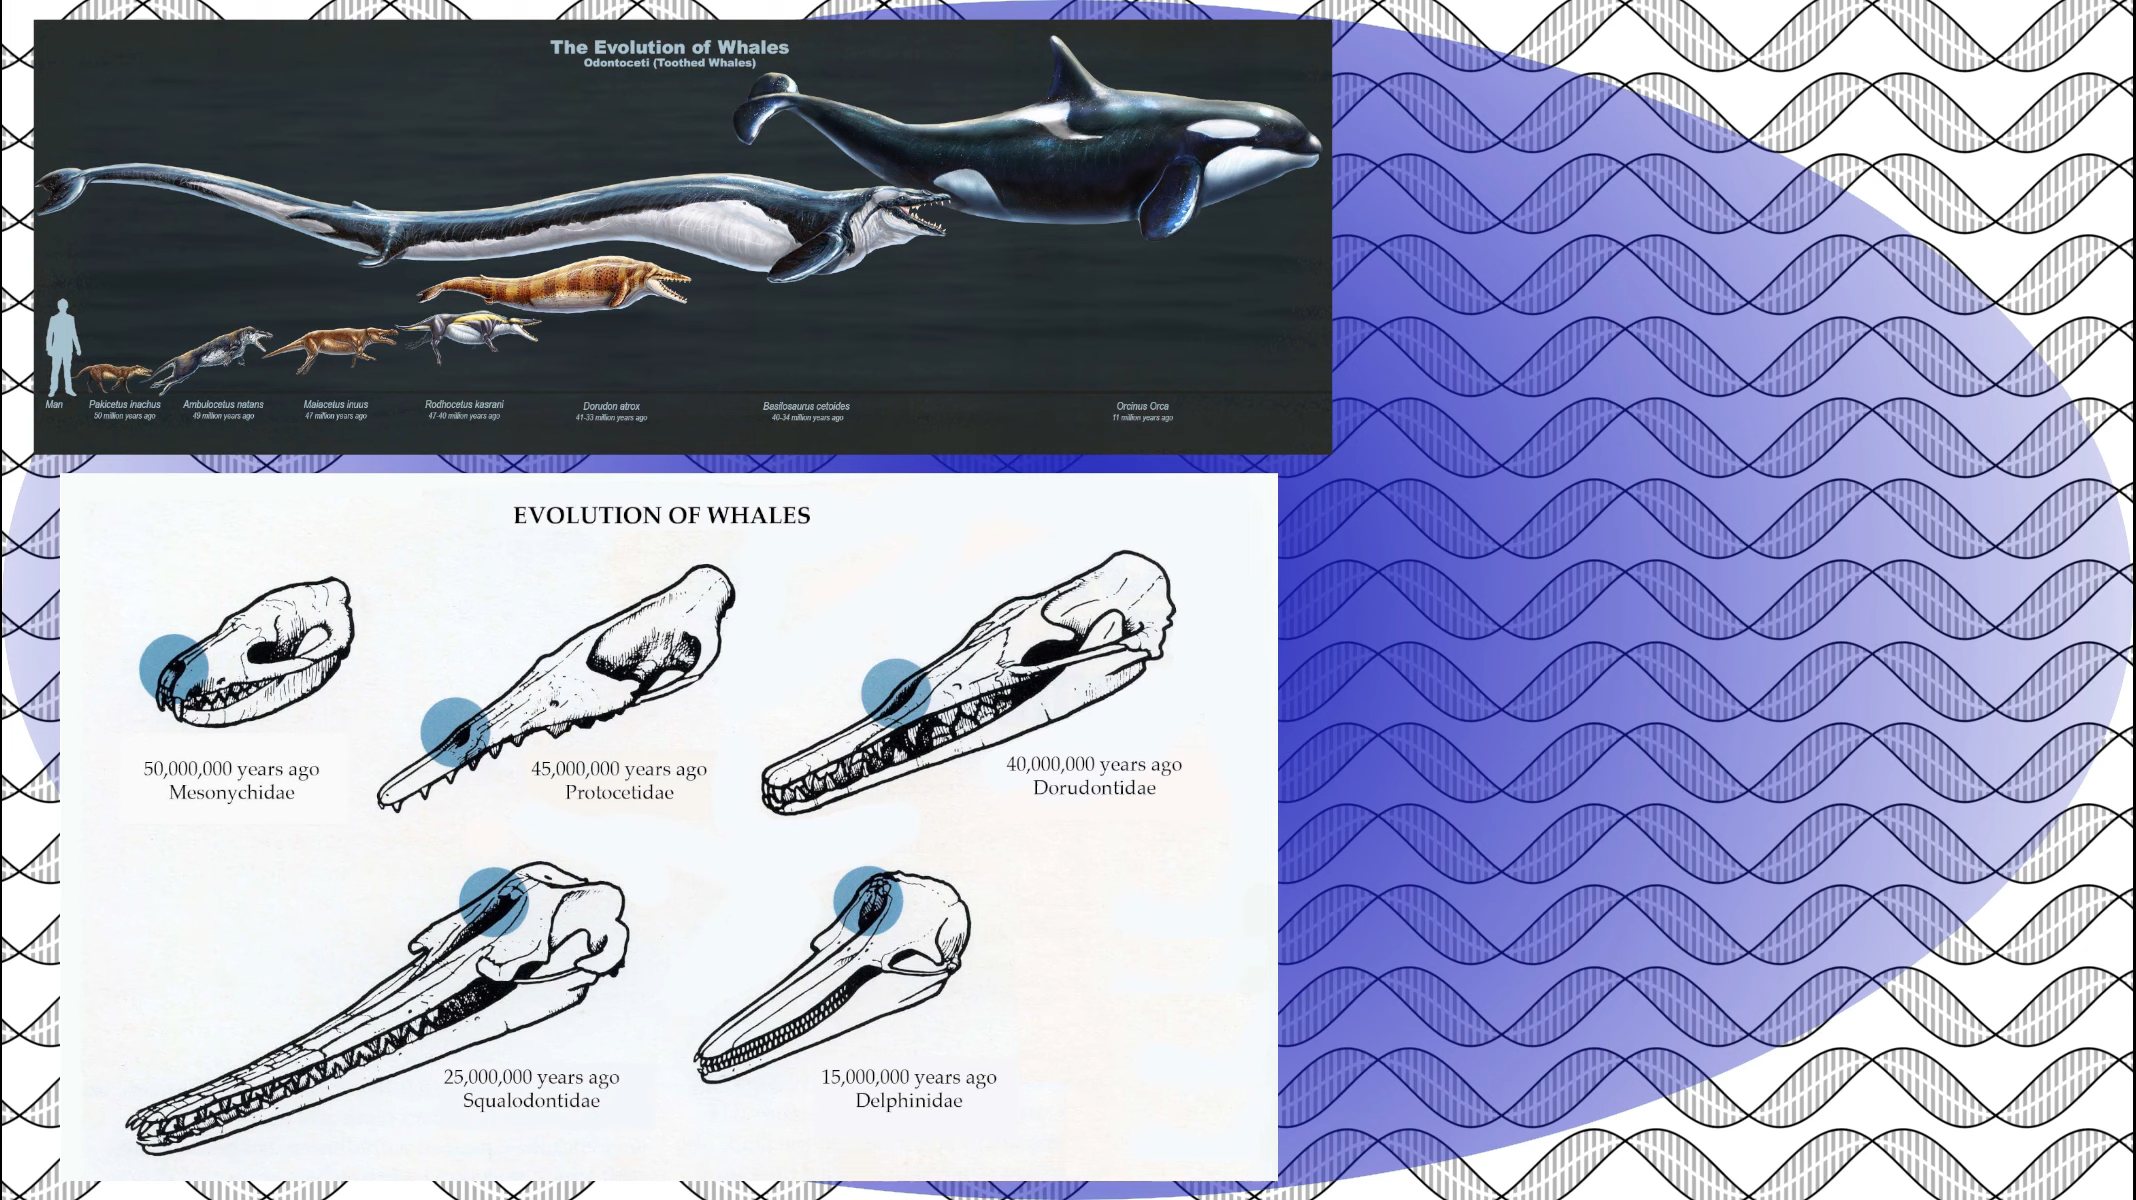 The Evolution of Whales
Odontoceti (Toothed Whales)
Man
Pakicetus inachus
50 million years ago
Ambulocetus natans
49 million years ago
Maiacetus inuus
47 million years ago
Rodhocetus kasrani
47-40 million years ago
Dorudon atrox
41-33 million years ago
Basilosaurus cetoides
40-34 million years ago
Orcinus Orca
11 million years ago
EVOLUTION OF WHALES
50,000,000 years ago
Mesonychidae
45,000,000 years ago
Protocetidae
40,000,000 years ago
Dorudontidae
25,000,000 years ago
Squalodontidae
15,000,000 years ago
Delphinidae